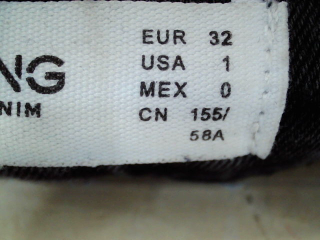 NG
NIM
EUR 32
USA 1
MEX 0
CN 155/
58A